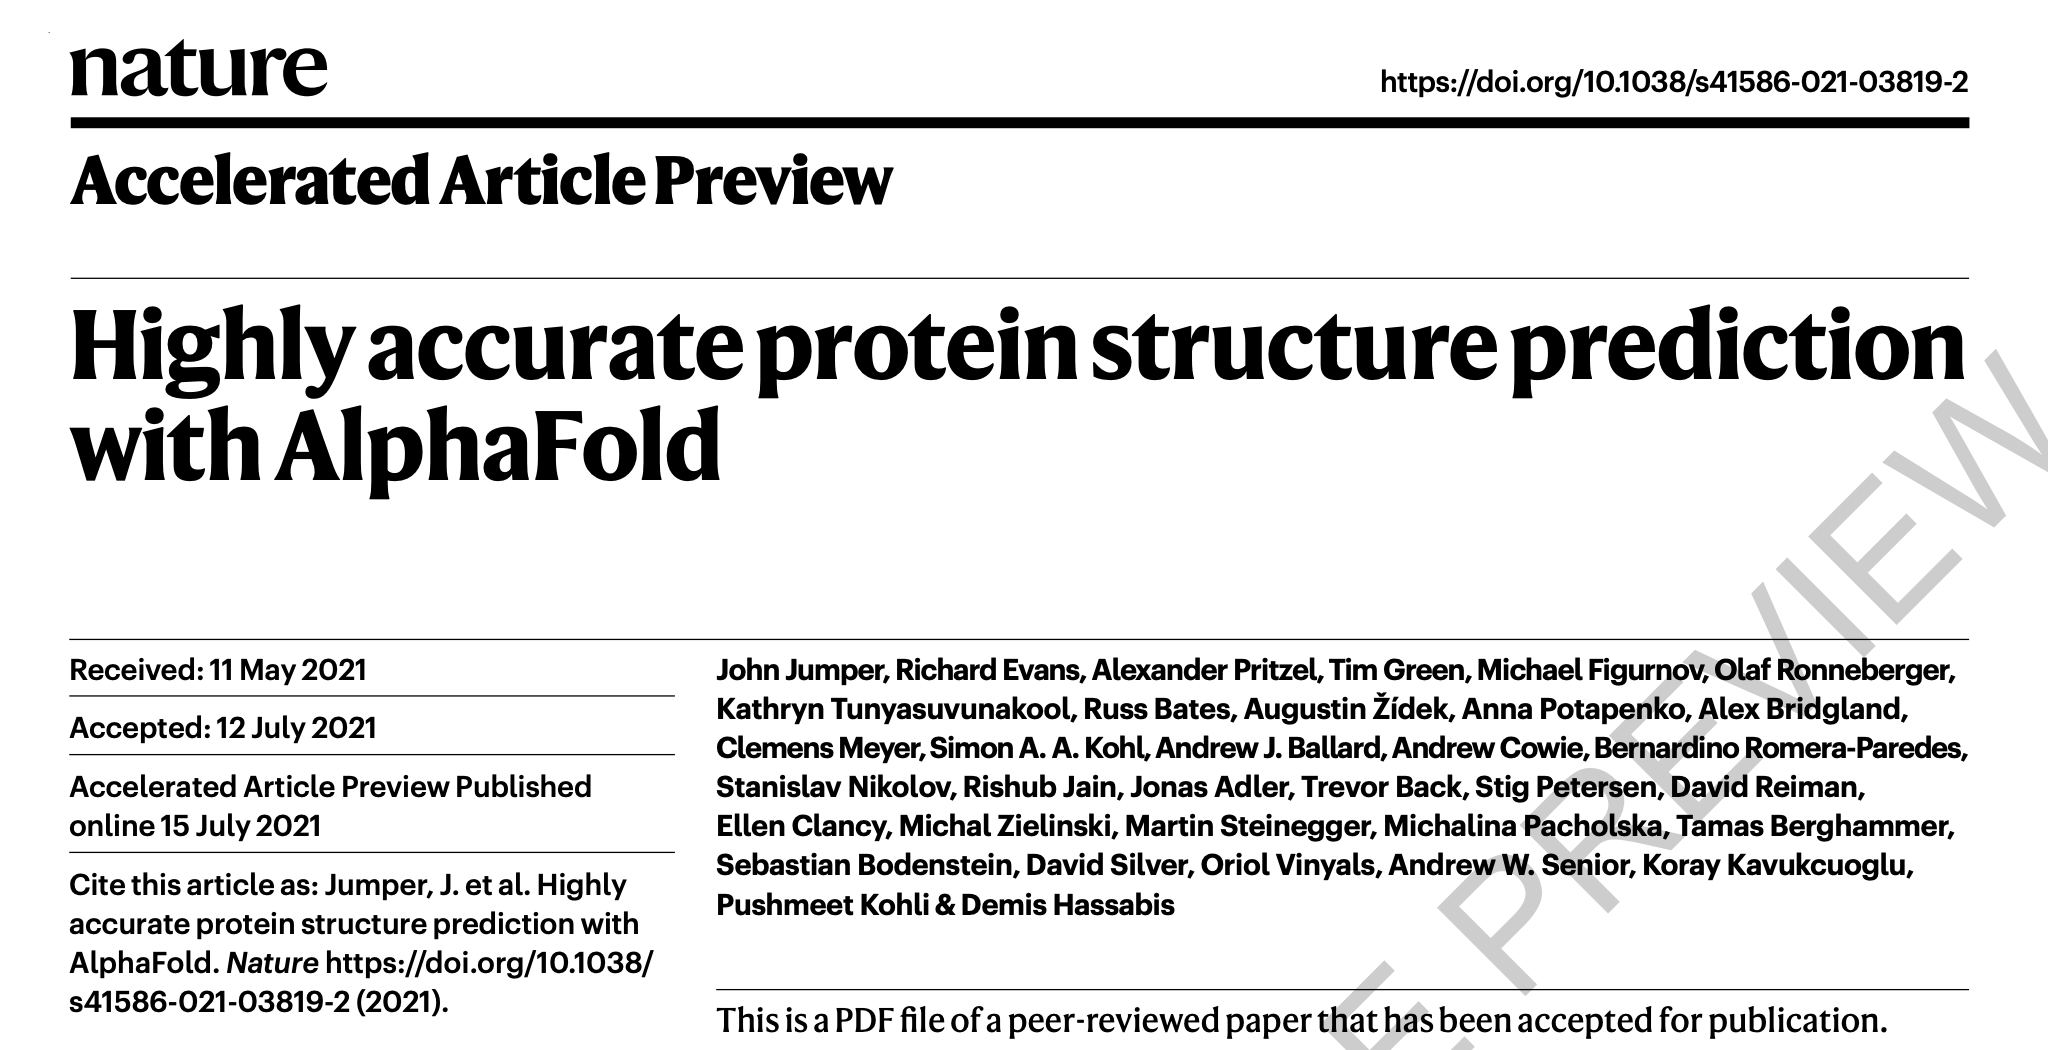 nature
https://doi.org/10.1038/s41586-021-03819-2
Accelerated Article Preview
Highly accurate protein structure prediction
with AlphaFold
Received: 11 May 2021
Accepted: 12 July 2021
Accelerated Article Preview Published
online 15 July 2021
Cite this article as: Jumper, J. et al. Highly
accurate protein structure prediction with
AlphaFold. Nature https://doi.org/10.1038/
s41586-021-03819-2 (2021).
John Jumper, Richard Evans, Alexander Pritzel, Tim Green, Michael Figurnov, Olaf Ronneberger,
Kathryn Tunyasuvunakool, Russ Bates, Augustin Žídek, Anna Potapenko, Alex Bridgland,
Clemens Meyer, Simon A. A. Kohl, Andrew J. Ballard, Andrew Cowie, Bernardino Romera-Paredes,
Stanislav Nikolov, Rishub Jain, Jonas Adler, Trevor Back, Stig Petersen, David Reiman,
Ellen Clancy, Michal Zielinski, Martin Steinegger, Michalina Pacholska, Tamas Berghammer,
Sebastian Bodenstein, David Silver, Oriol Vinyals, Andrew W. Senior, Koray Kavukcuoglu,
Pushmeet Kohli & Demis Hassabis
This is a PDF file of a peer-reviewed paper that has been accepted for publication.
E PREVIEW